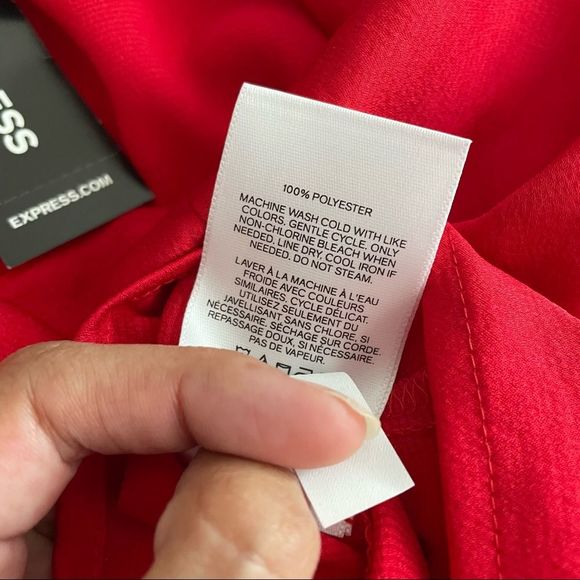 ESS
EXPRESS.COM
100% POLYESTER
MACHINE WASH COLD WITH LIKE
COLORS. GENTLE CYCLE. ONLY
NON-CHLORINE BLEACH WHEN
NEEDED. LINE DRY. COOL IRON IF
NEEDED. DO NOT STEAM.
LAVER À LA MACHINE À L'EAU
FROIDE AVEC COULEURS
SIMILAIRES. CYCLE DÉLICAT.
UTILISEZ SEULEMENT DU
JAVELLISANT SANS CHLORE, SI
NÉCESSAIRE. SÉCHAGE SUR CORDE.
REPASSAGE DOUX, SI NÉCESSAIRE.
PAS DE VAPEUR.